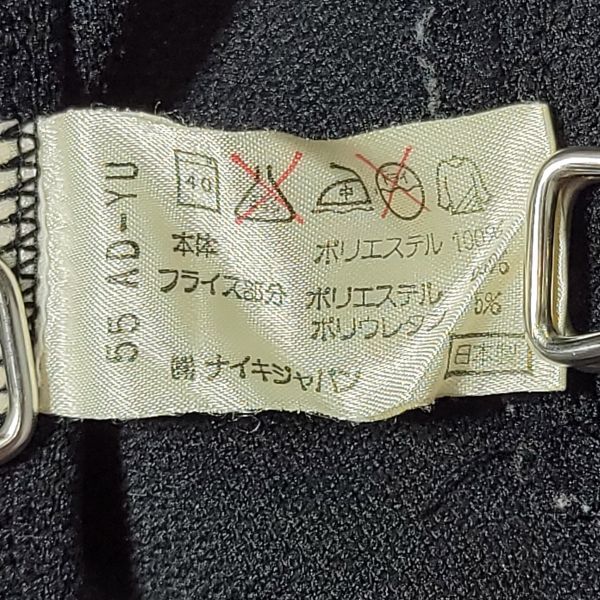 55 AD-YU
40 中
本体 ポリエステル 100%
フライス部分 ポリエステル
ポリウレタン 5%
㈱ ナイキジャパン
日本製